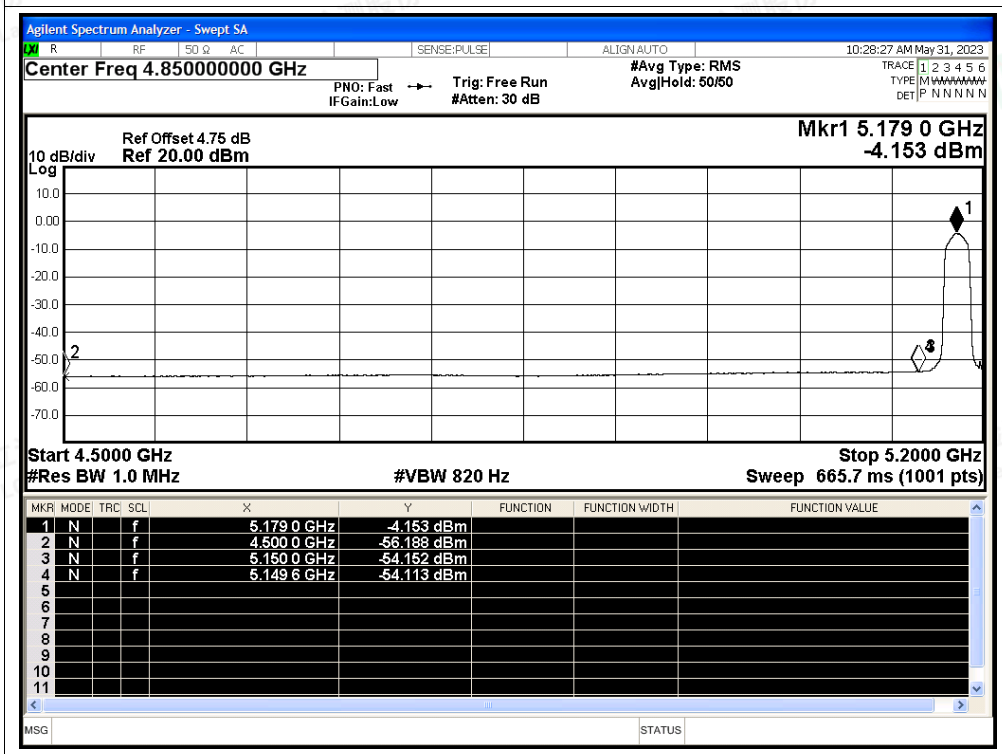 Agilent Spectrum Analyzer - Swept SA
LXI R RF 50 Ω AC SENSE:PULSE ALIGN AUTO 10:28:27 AM May 31, 2023
Center Freq 4.850000000 GHz
PNO: Fast
IFGain:Low
Trig: Free Run
#Atten: 30 dB
#Avg Type: RMS
Avg|Hold: 50/50
TRACE 1 2 3 4 5 6
TYPE M WWWWW
DET P N N N N N
Mkr1 5.179 0 GHz
-4.153 dBm
Ref Offset 4.75 dB
10 dB/div Ref 20.00 dBm
Log
10.0
0.00
-10.0
-20.0
-30.0
-40.0
-50.0
-60.0
-70.0
1
2
3
4
Start 4.5000 GHz Stop 5.2000 GHz
#Res BW 1.0 MHz #VBW 820 Hz Sweep 665.7 ms (1001 pts)
MKR MODE TRC SCL X Y FUNCTION FUNCTION WIDTH FUNCTION VALUE
1 N f 5.179 0 GHz -4.153 dBm
2 N f 4.500 0 GHz -56.188 dBm
3 N f 5.150 0 GHz -54.152 dBm
4 N f 5.149 6 GHz -54.113 dBm
5
6
7
8
9
10
11
MSG STATUS